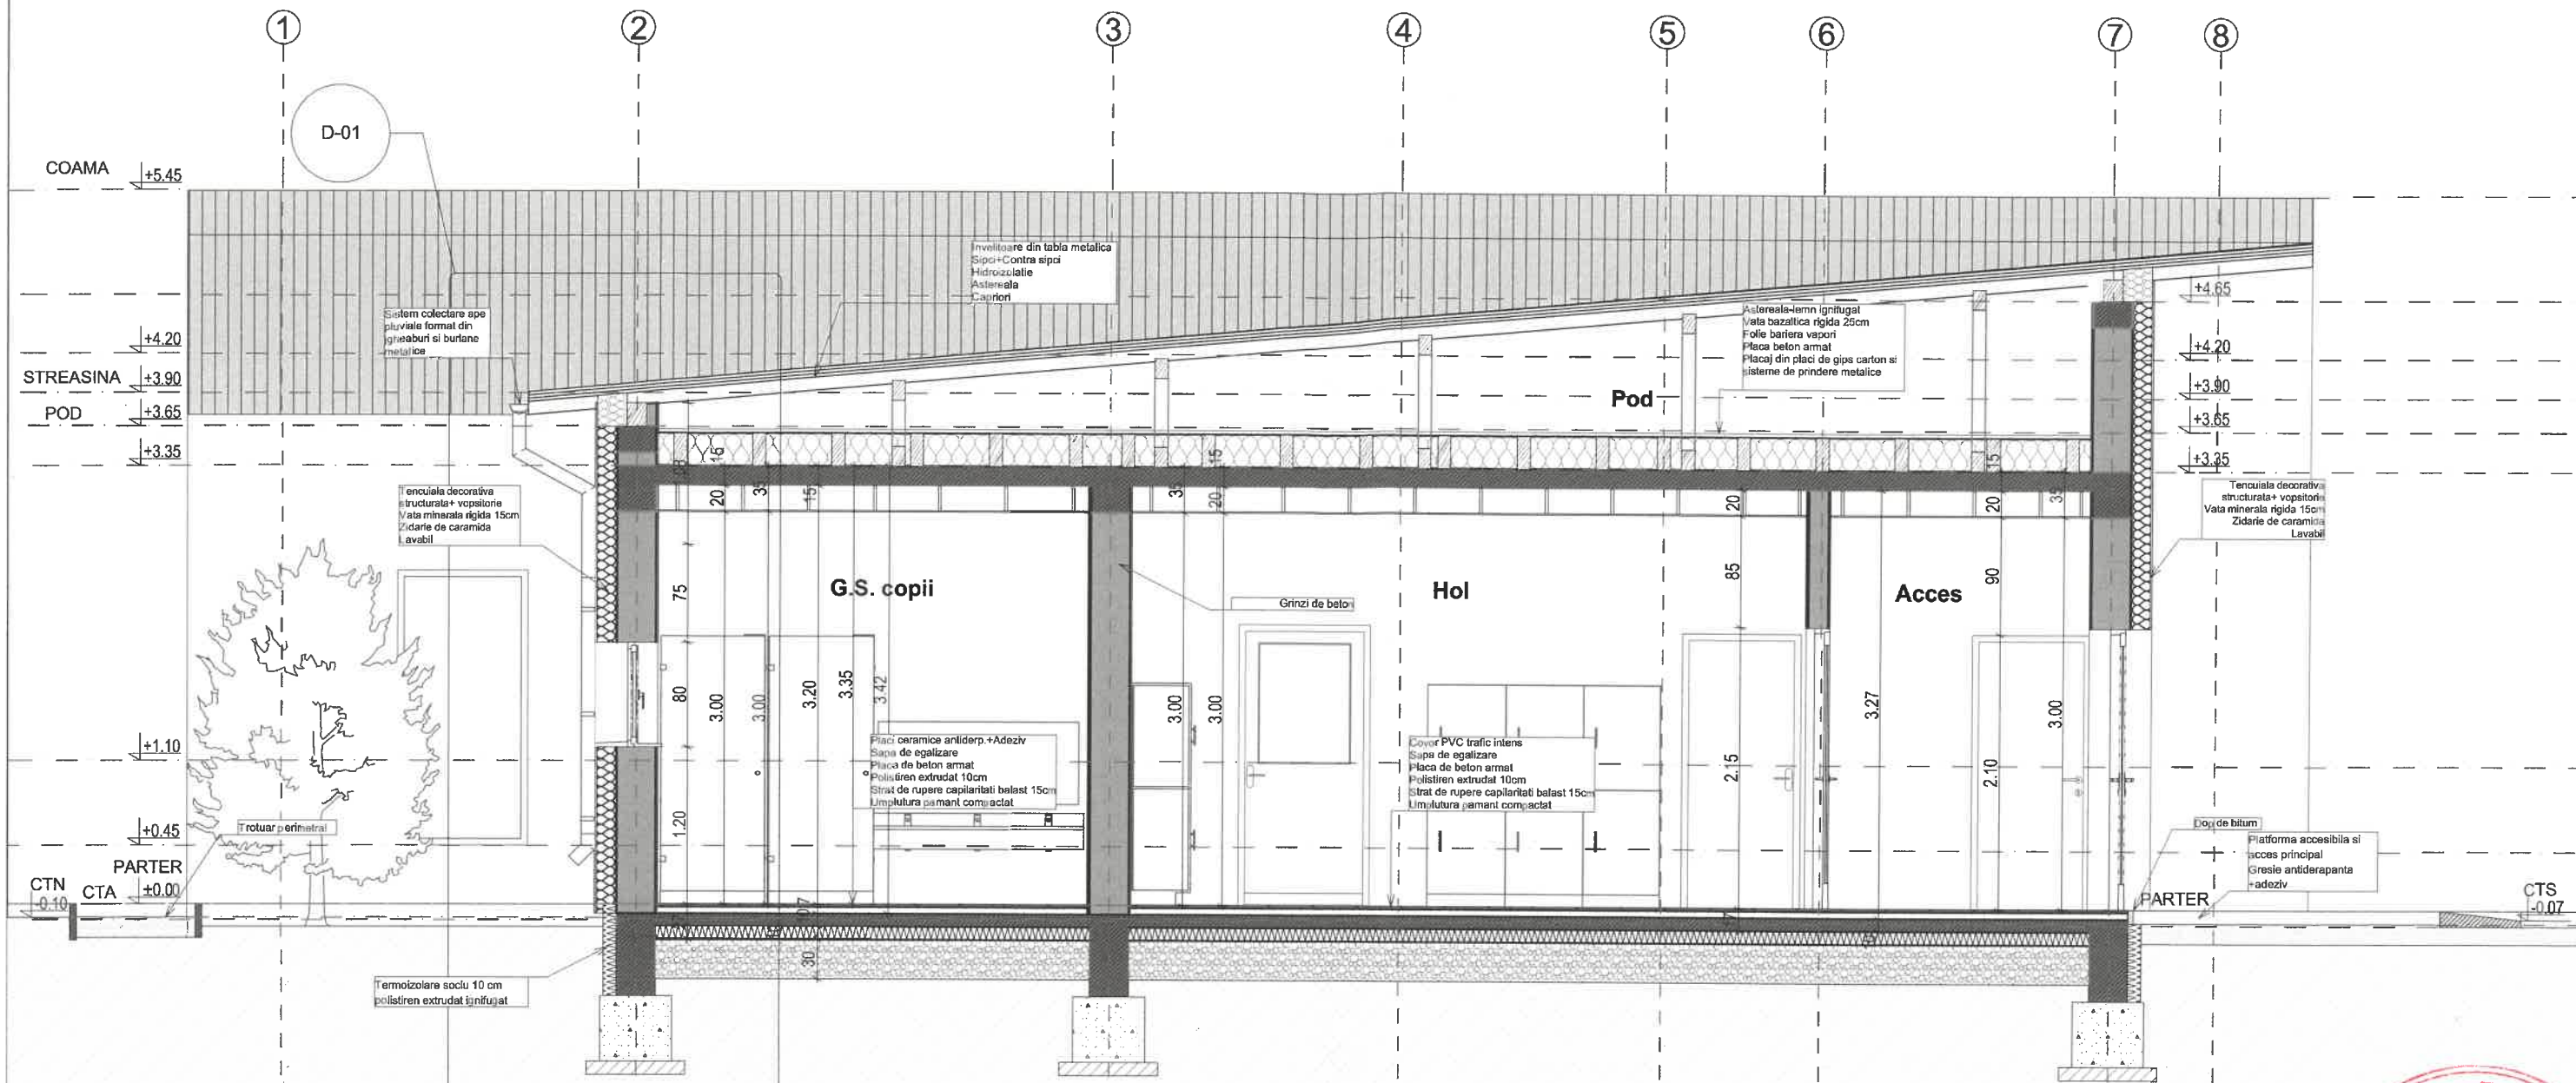 1
2
3
4
5
6
7
8
D-01
COAMA
+5.45
+4.20
STREASINA
+3.90
POD
+3.65
+3.35
+1.10
+0.45
PARTER
±0.00
CTN
-0.10
CTA
Sistem colectare ape
pluviale format din
jgheaburi si burlane
metalice
Invelitoare din tabla metalica
Sipci+Contra sipci
Hidroizolatie
Astereala
Capriori
Astereala-lemn ignifugat
Vata bazaltica rigida 25cm
Folie bariera vapori
Placa beton armat
Placaj din placi de gips carton si
sisteme de prindere metalice
Pod
+4.65
+4.20
+3.90
+3.65
+3.35
Tencuiala decorativa
structurata+ vopsitorie
Vata minerala rigida 15cm
Zidarie de caramida
Lavabil
Tencuiala decorativa
structurata+ vopsitorie
Vata minerala rigida 15cm
Zidarie de caramida
Lavabil
G.S. copii
Grinzi de beton
Hol
Acces
15
20
35
15
35
15
20
20
15
20
35
75
80
1.20
3.00
3.00
3.20
3.35
3.42
3.00
3.00
85
2.15
3.27
90
2.10
3.00
30
Placi ceramice antiderp.+Adeziv
Sapa de egalizare
Placa de beton armat
Polistiren extrudat 10cm
Strat de rupere capilaritati balast 15cm
Umplutura pamant compactat
Covor PVC trafic intens
Sapa de egalizare
Placa de beton armat
Polistiren extrudat 10cm
Strat de rupere capilaritati balast 15cm
Umplutura pamant compactat
Trotuar perimetral
Dop de bitum
Platforma accesibila si
acces principal
Gresie antiderapanta
+adeziv
PARTER
CTS
-0.07
Termoizolare soclu 10 cm
polistiren extrudat ignifugat